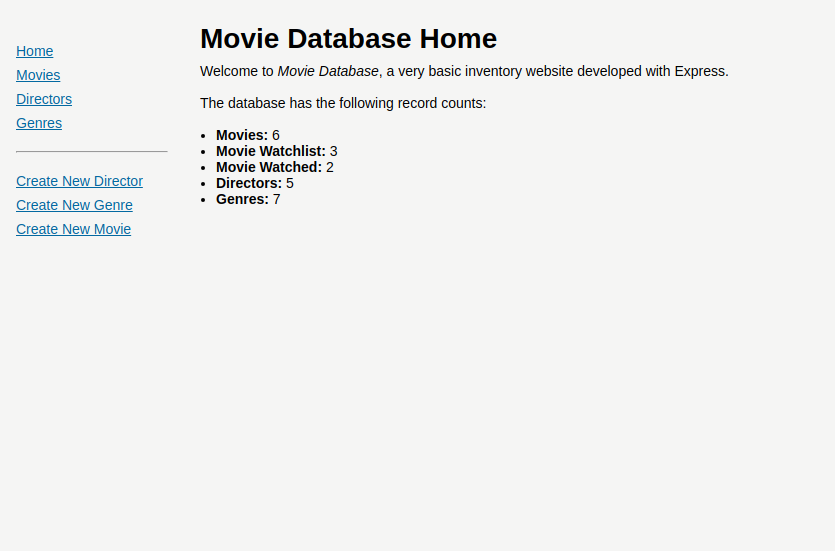 Home
Movies
Directors
Genres
Create New Director
Create New Genre
Create New Movie
Movie Database Home
Welcome to Movie Database, a very basic inventory website developed with Express.
The database has the following record counts:
• Movies: 6
• Movie Watchlist: 3
• Movie Watched: 2
• Directors: 5
• Genres: 7